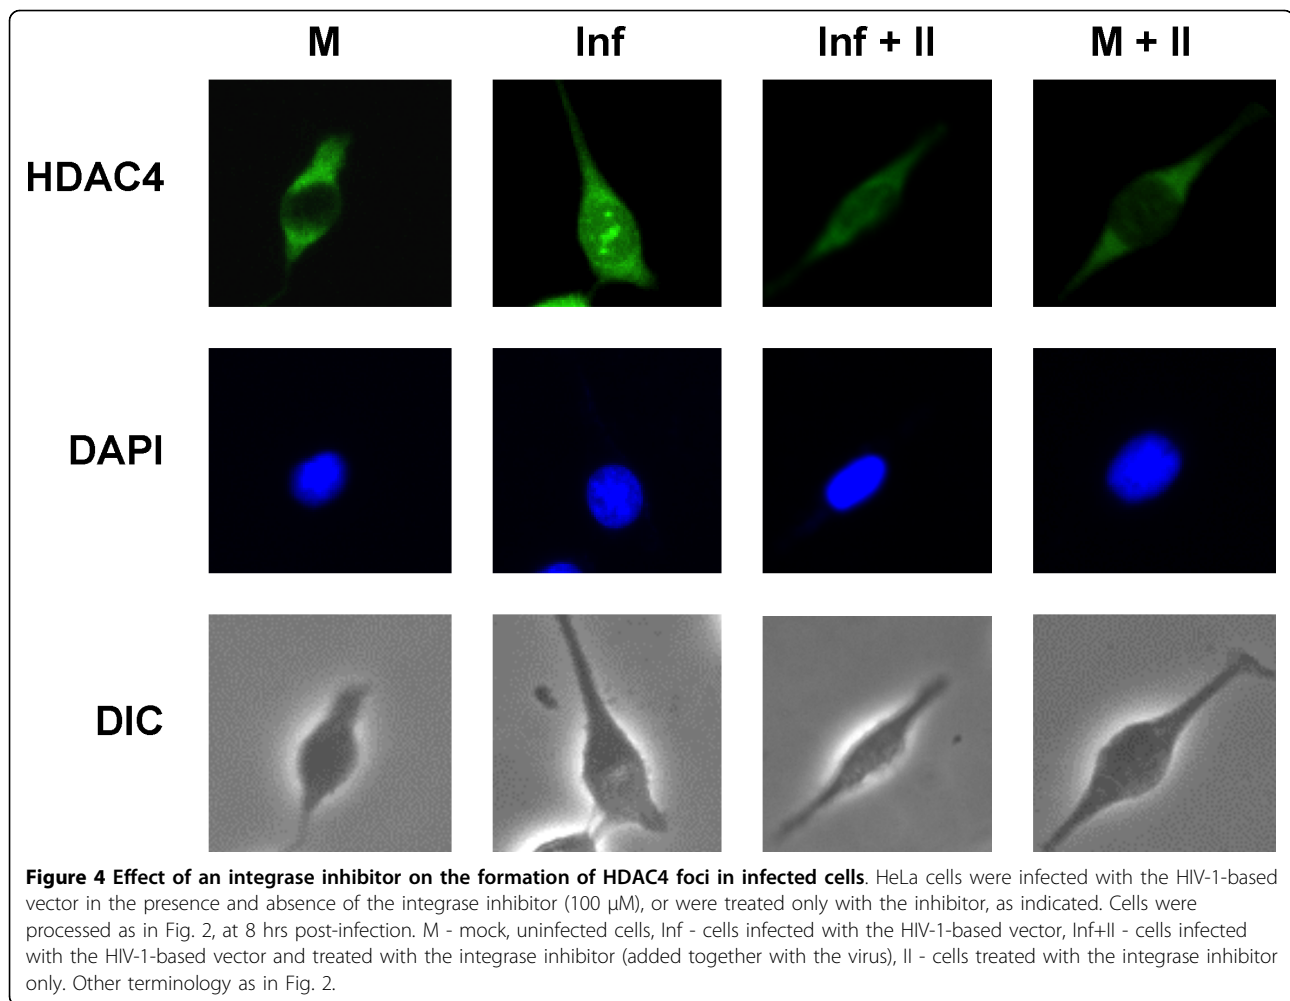 M Inf Inf + II M + II
HDAC4
DAPI
DIC
Figure 4 Effect of an integrase inhibitor on the formation of HDAC4 foci in infected cells. HeLa cells were infected with the HIV-1-based
vector in the presence and absence of the integrase inhibitor (100 μM), or were treated only with the inhibitor, as indicated. Cells were
processed as in Fig. 2, at 8 hrs post-infection. M - mock, uninfected cells, Inf - cells infected with the HIV-1-based vector, Inf+II - cells infected
with the HIV-1-based vector and treated with the integrase inhibitor (added together with the virus), II - cells treated with the integrase inhibitor
only. Other terminology as in Fig. 2.